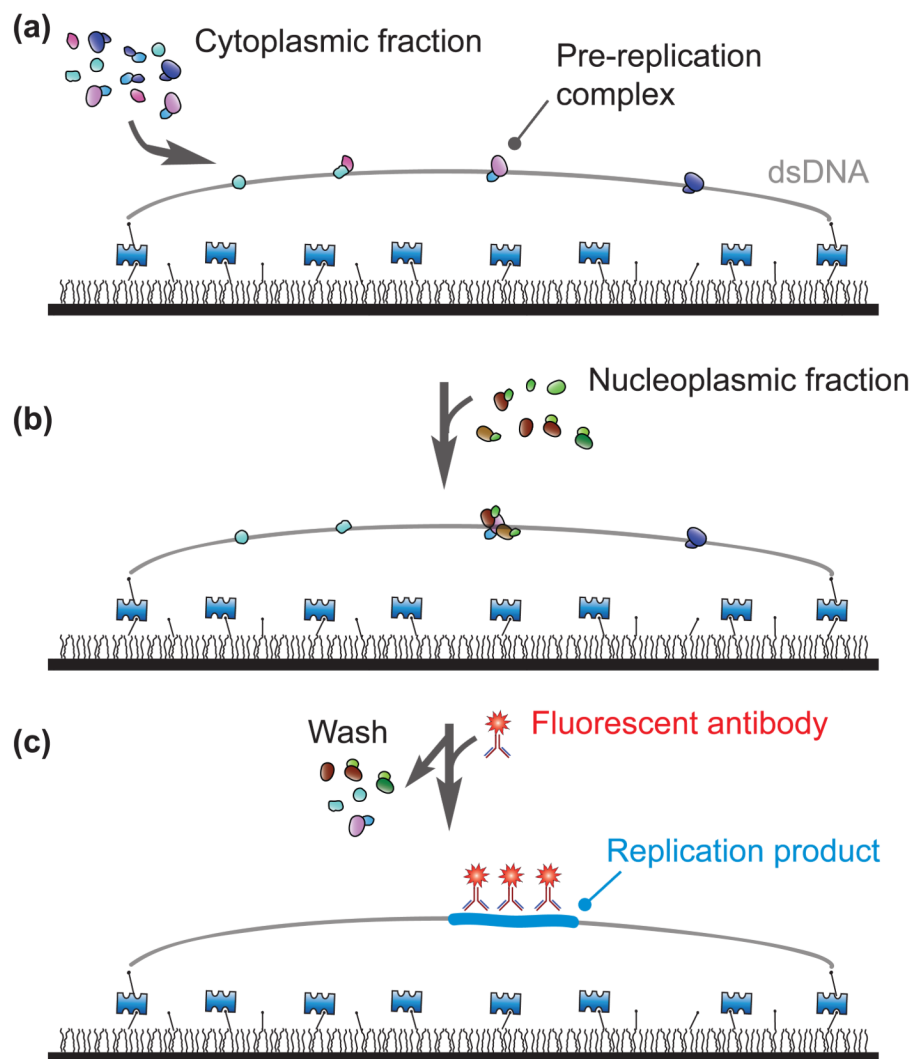 (a)
Cytoplasmic fraction
Pre-replication
complex
dsDNA
Nucleoplasmic fraction
(b)
(c)
Wash
Fluorescent antibody
Replication product